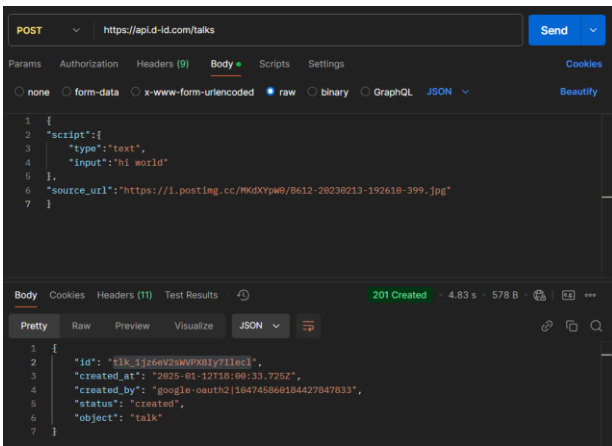 POST https://api.d-id.com/talks Send
Params Authorization Headers (9) Body Scripts Settings Cookies
none form-data x-www-form-urlencoded raw binary GraphQL JSON Beautify
1 {
2 "script":{
3 "type":"text",
4 "input":"hi world"
5 },
6 "source_url":"https://i.postimg.cc/MKdXYpW0/B612-20230213-192610-399.jpg"
7 }
Body Cookies Headers (11) Test Results 201 Created • 4.83 s • 578 B
Pretty Raw Preview Visualize JSON
1 {
2 "id": "tlk_1jz6eV2sWVPXBIy7Ilecl",
3 "created_at": "2025-01-12T18:00:33.725Z",
4 "created_by": "google-oauth2|104745860184427847833",
5 "status": "created",
6 "object": "talk"
7 }